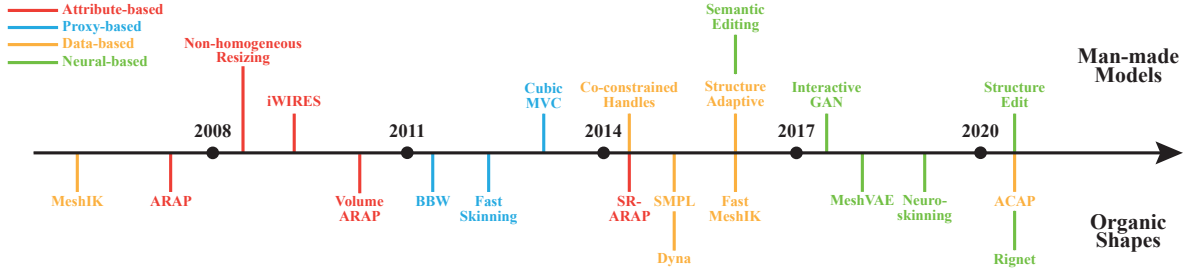 Attribute-based
Proxy-based
Data-based
Neural-based
Non-homogeneous
Resizing
iWIRES
Cubic
MVC
Co-constrained
Handles
Semantic
Editing
Structure
Adaptive
Interactive
GAN
Structure
Edit
Man-made
Models
2008
2011
2014
2017
2020
MeshIK
ARAP
Volume
ARAP
BBW
Fast
Skinning
SR-
ARAP
SMPL
Dyna
Fast
MeshIK
MeshVAE
Neuro-
skinning
ACAP
Rignet
Organic
Shapes